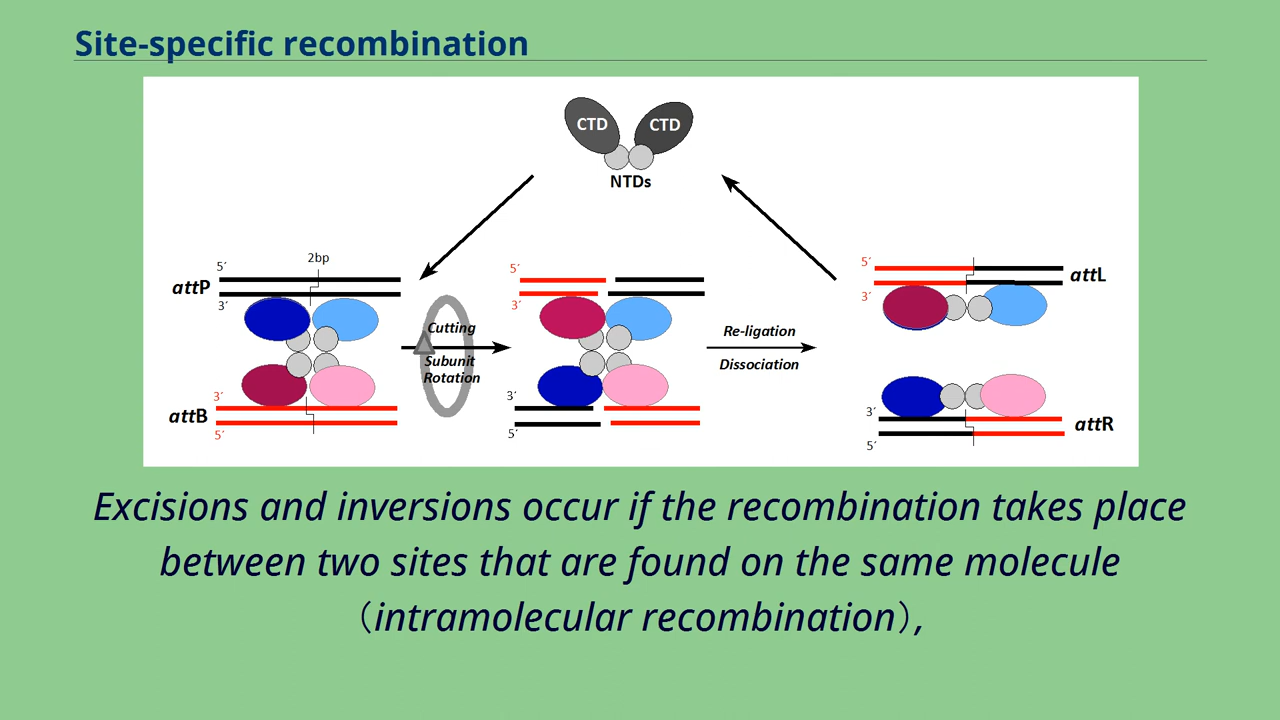 Site-specific recombination
CTD CTD
NTDs
5´ 2bp
attP
3´
3´
attB
5´
Cutting
Subunit
Rotation
5´
3´
3´
5´
Re-ligation
Dissociation
5´
attL
3´
3´
attR
5´
Excisions and inversions occur if the recombination takes place
between two sites that are found on the same molecule
（intramolecular recombination）,